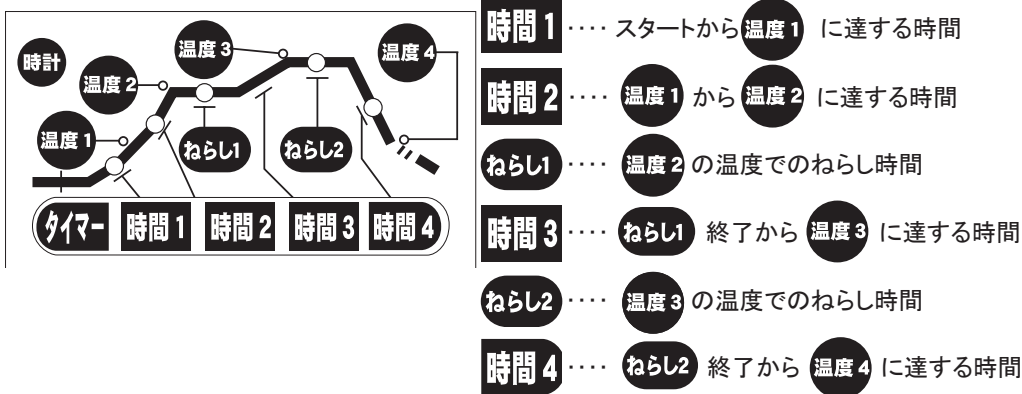 時計
温度 1
温度 2
温度 3
温度 4
ねらし1
ねらし2
タイマー 時間 1 時間 2 時間 3 時間 4
時間 1 ‥‥ スタートから 温度 1 に達する時間
時間 2 ‥‥ 温度 1 から 温度 2 に達する時間
ねらし1 ‥‥ 温度 2 の温度でのねらし時間
時間 3 ‥‥ ねらし1 終了から 温度 3 に達する時間
ねらし2 ‥‥ 温度 3 の温度でのねらし時間
時間 4 ‥‥ ねらし2 終了から 温度 4 に達する時間